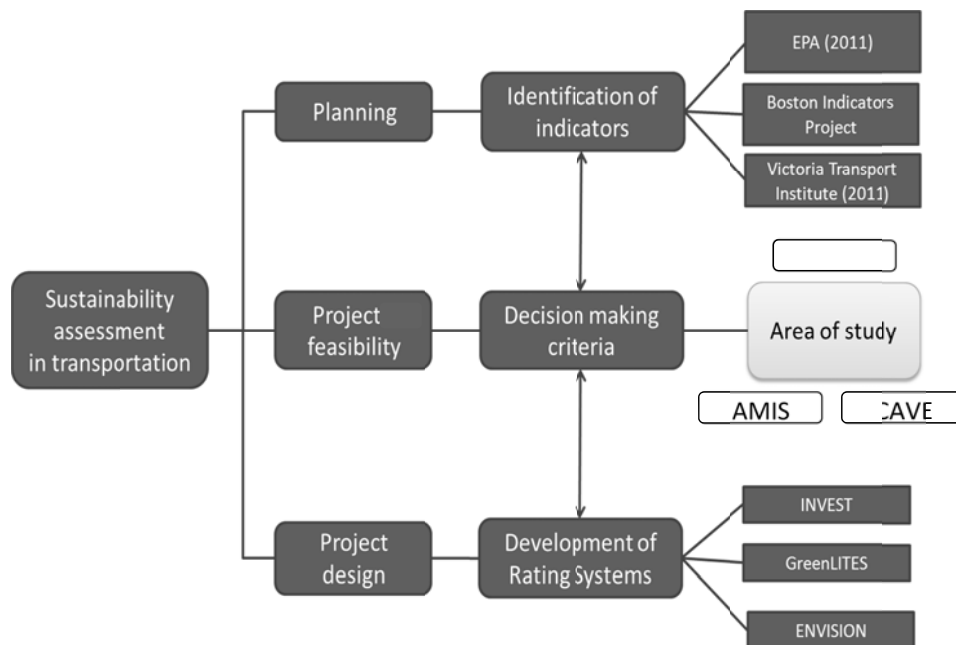 EPA (2011)
Planning
Identification of
indicators
Boston Indicators
Project
Victoria Transport
Institute (2011)
Sustainability
assessment
in transportation
Project
feasibility
Decision making
criteria
Area of study
AMIS
CAVE
Project
design
Development of
Rating Systems
INVEST
GreenLITES
ENVISION